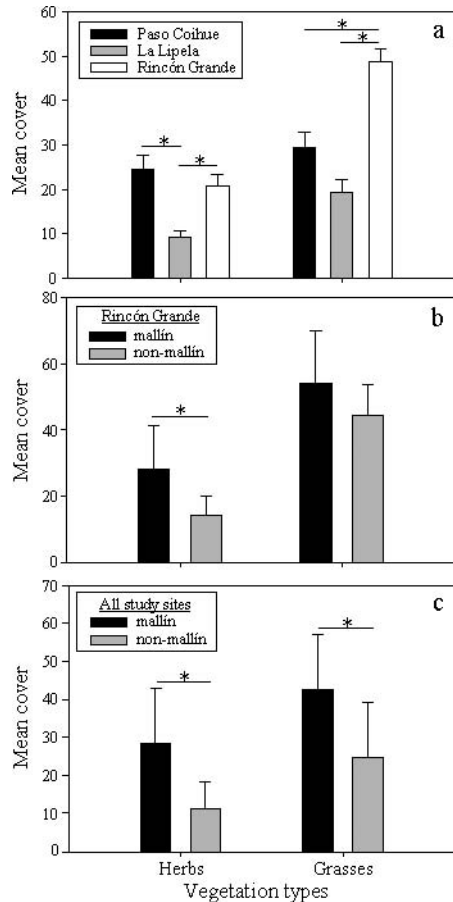 a
Paso Coihue
La Lipela
Rincón Grande
Mean cover
60
50
40
30
20
10
0
*
*
*
*
b
Rincón Grande
mallín
non-mallín
Mean cover
80
60
40
20
0
*
c
All study sites
mallín
non-mallín
Mean cover
70
60
50
40
30
20
10
0
*
*
Herbs Grasses
Vegetation types